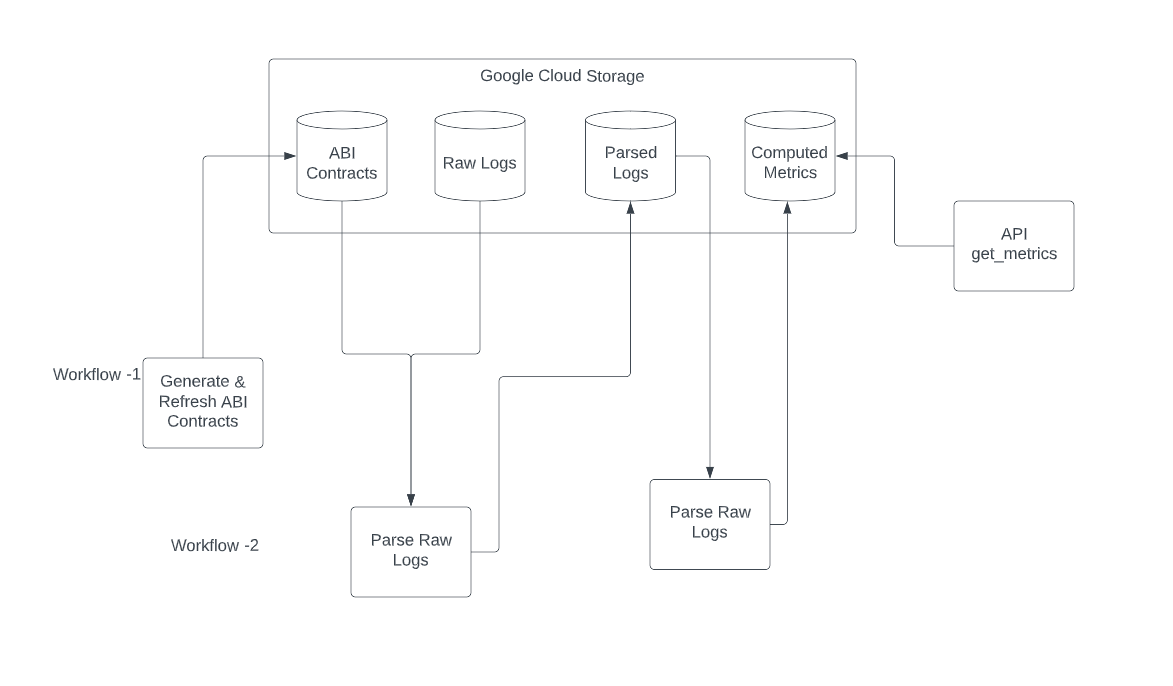 Google Cloud Storage
ABI
Contracts
Raw Logs
Parsed
Logs
Computed
Metrics
API
get_metrics
Workflow -1
Generate &
Refresh ABI
Contracts
Parse Raw
Logs
Workflow -2
Parse Raw
Logs